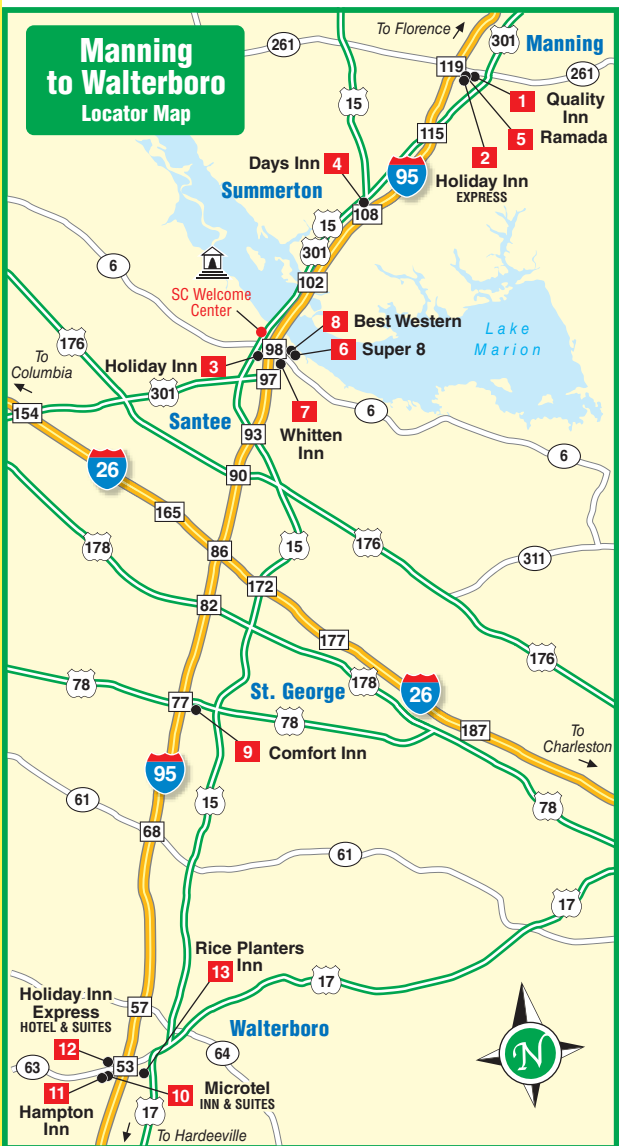 Manning
to Walterboro
Locator Map
To Florence
261
301
Manning
119
261
1
Quality
Inn
5 Ramada
15
115
2
Holiday Inn
EXPRESS
Days Inn 4
95
Summerton
108
15
301
6
102
SC Welcome
Center
8 Best Western
Lake
Marion
98
6 Super 8
176
To
Columbia
Holiday Inn 3
97
301
7
Whitten
Inn
154
Santee
6
93
6
26
90
165
178
86
15
176
311
172
82
177
176
78
St. George
178
26
77
78
187
To
Charleston
9 Comfort Inn
95
61
15
78
68
61
17
Rice Planters
Inn
13
17
Holiday Inn
Express
HOTEL & SUITES
57
Walterboro
12
64
63
53
N
11
Hampton
Inn
10 Microtel
INN & SUITES
17
To Hardeeville